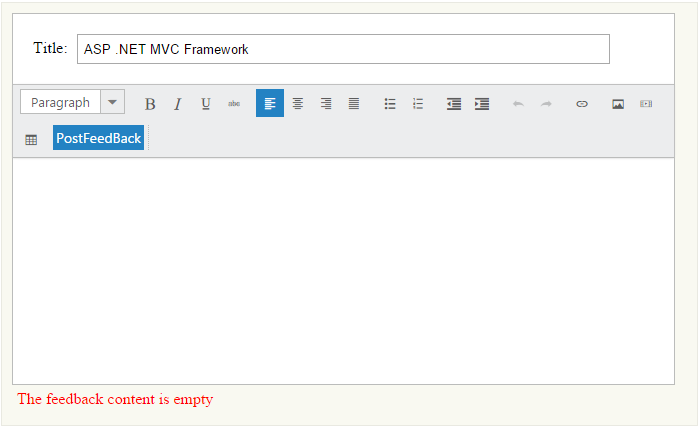 Title: ASP .NET MVC Framework
Paragraph B I U abc
PostFeedBack
The feedback content is empty